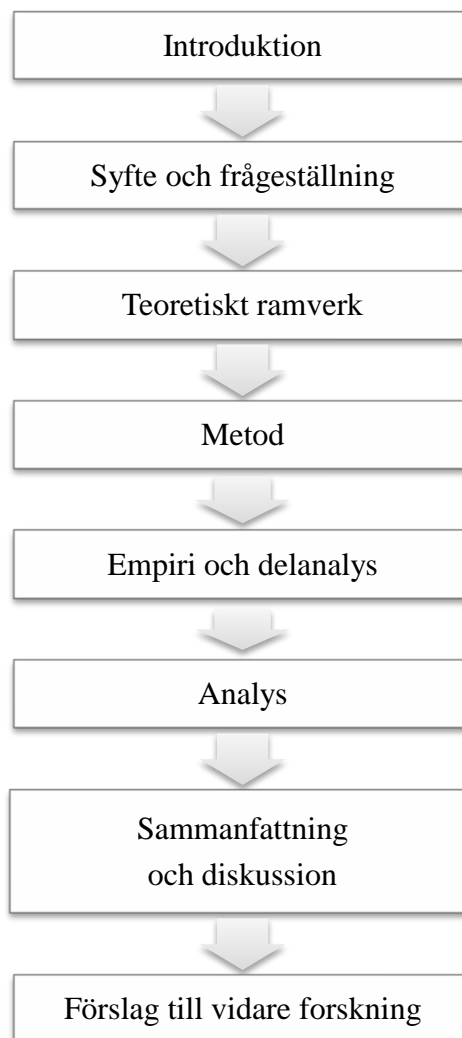 Introduktion
Syfte och frågeställning
Teoretiskt ramverk
Metod
Empiri och delanalys
Analys
Sammanfattning
och diskussion
Förslag till vidare forskning